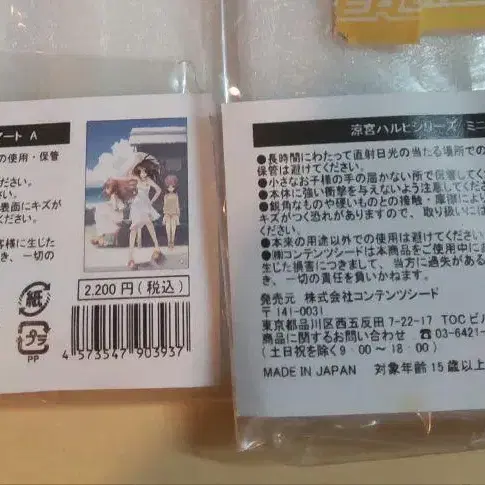 アート A
の使用・保管
ださい。
ださい。
表面にキズが
ください。
客様に生じた
き、一切の
紙
プラ
PP
2,200円(税込)
4 573547 903937
涼宮ハルヒシリーズ ミニ
●長時間にわたって直射日光の当たる場所での
保管は避けてください。
●小さなお子様の手の届かない所で保管してくだ
●本体に強い衝撃を与えないよう注意してくださ
●鋭角なものや硬いものとの接触・摩擦により
キズがつく恐れがありますので、取り扱いには
ください。
●本来の用途以外での使用は避けてください。
●㈱コンテンツシードは本商品をご使用中にお
生じた損害につきまして、当方に過失がある
き、一切の責任を負いかねます。
発売元 株式会社コンテンツシード
〒141-0031
東京都品川区西五反田7-22-17 TOCビル
商品に関するお問い合わせ ☎03-6421-
(土日祝を除く9:00~18:00)
MADE IN JAPAN 対象年齢15歳以上